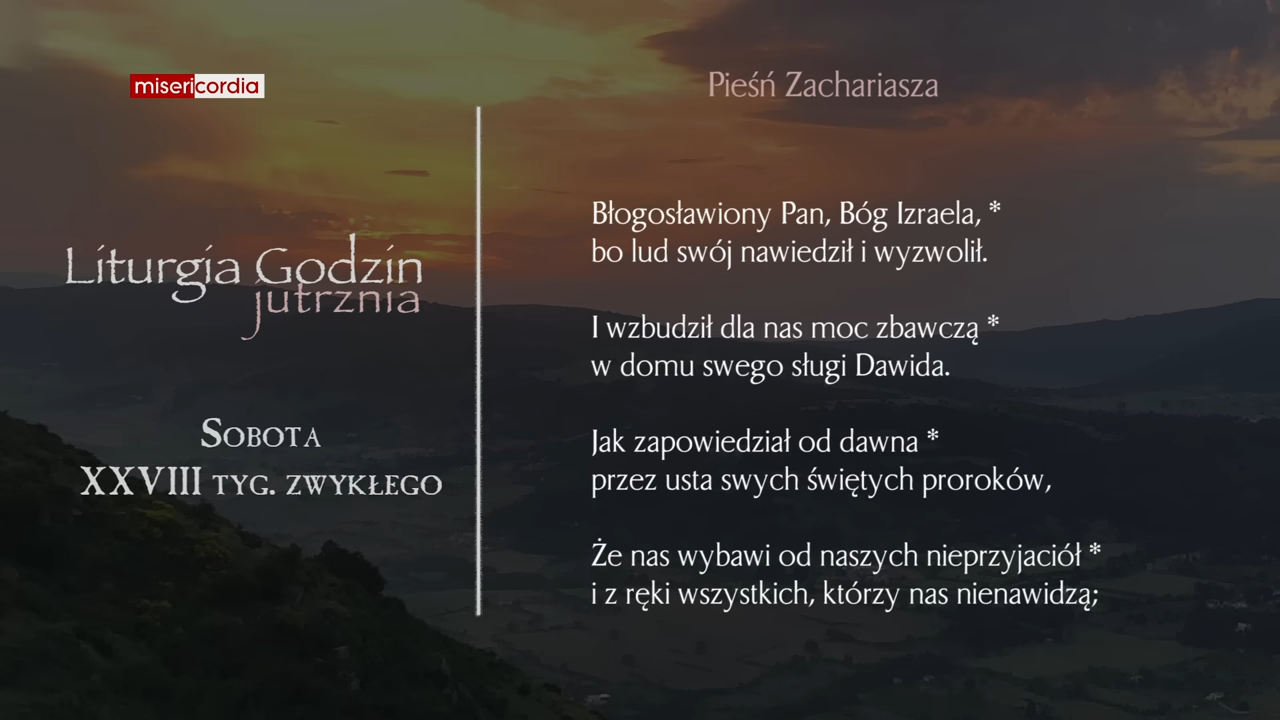 misericordia
Liturgia Godzin
jutrznia
Sobota
XXVIII tyg. zwykłego
Pieśń Zachariasza
Błogosławiony Pan, Bóg Izraela, *
bo lud swój nawiedził i wyzwolił.
I wzbudził dla nas moc zbawczą *
w domu swego sługi Dawida.
Jak zapowiedział od dawna *
przez usta swych świętych proroków,
Że nas wybawi od naszych nieprzyjaciół *
i z ręki wszystkich, którzy nas nienawidzą;